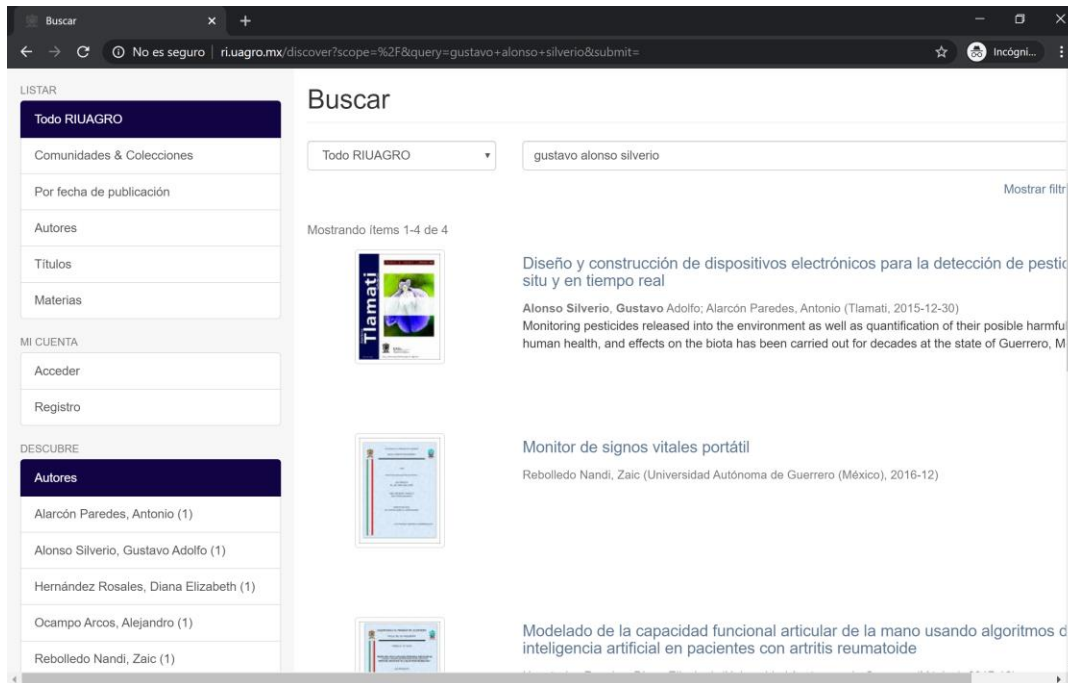 Buscar
No es seguro | ri.uagro.mx/discover?scope=%2F&query=gustavo+alonso+silverio&submit=
Incógni...
LISTAR
Todo RIUAGRO
Comunidades & Colecciones
Por fecha de publicación
Autores
Títulos
Materias
MI CUENTA
Acceder
Registro
DESCUBRE
Autores
Alarcón Paredes, Antonio (1)
Alonso Silverio, Gustavo Adolfo (1)
Hernández Rosales, Diana Elizabeth (1)
Ocampo Arcos, Alejandro (1)
Rebolledo Nandi, Zaic (1)
Buscar
Todo RIUAGRO
gustavo alonso silverio
Mostrar filtr
Mostrando ítems 1-4 de 4
Tlamati
Diseño y construcción de dispositivos electrónicos para la detección de pestic
situ y en tiempo real
Alonso Silverio, Gustavo Adolfo; Alarcón Paredes, Antonio (Tlamati, 2015-12-30)
Monitoring pesticides released into the environment as well as quantification of their posible harmful
human health, and effects on the biota has been carried out for decades at the state of Guerrero, M
Monitor de signos vitales portátil
Rebolledo Nandi, Zaic (Universidad Autónoma de Guerrero (México), 2016-12)
Modelado de la capacidad funcional articular de la mano usando algoritmos d
inteligencia artificial en pacientes con artritis reumatoide